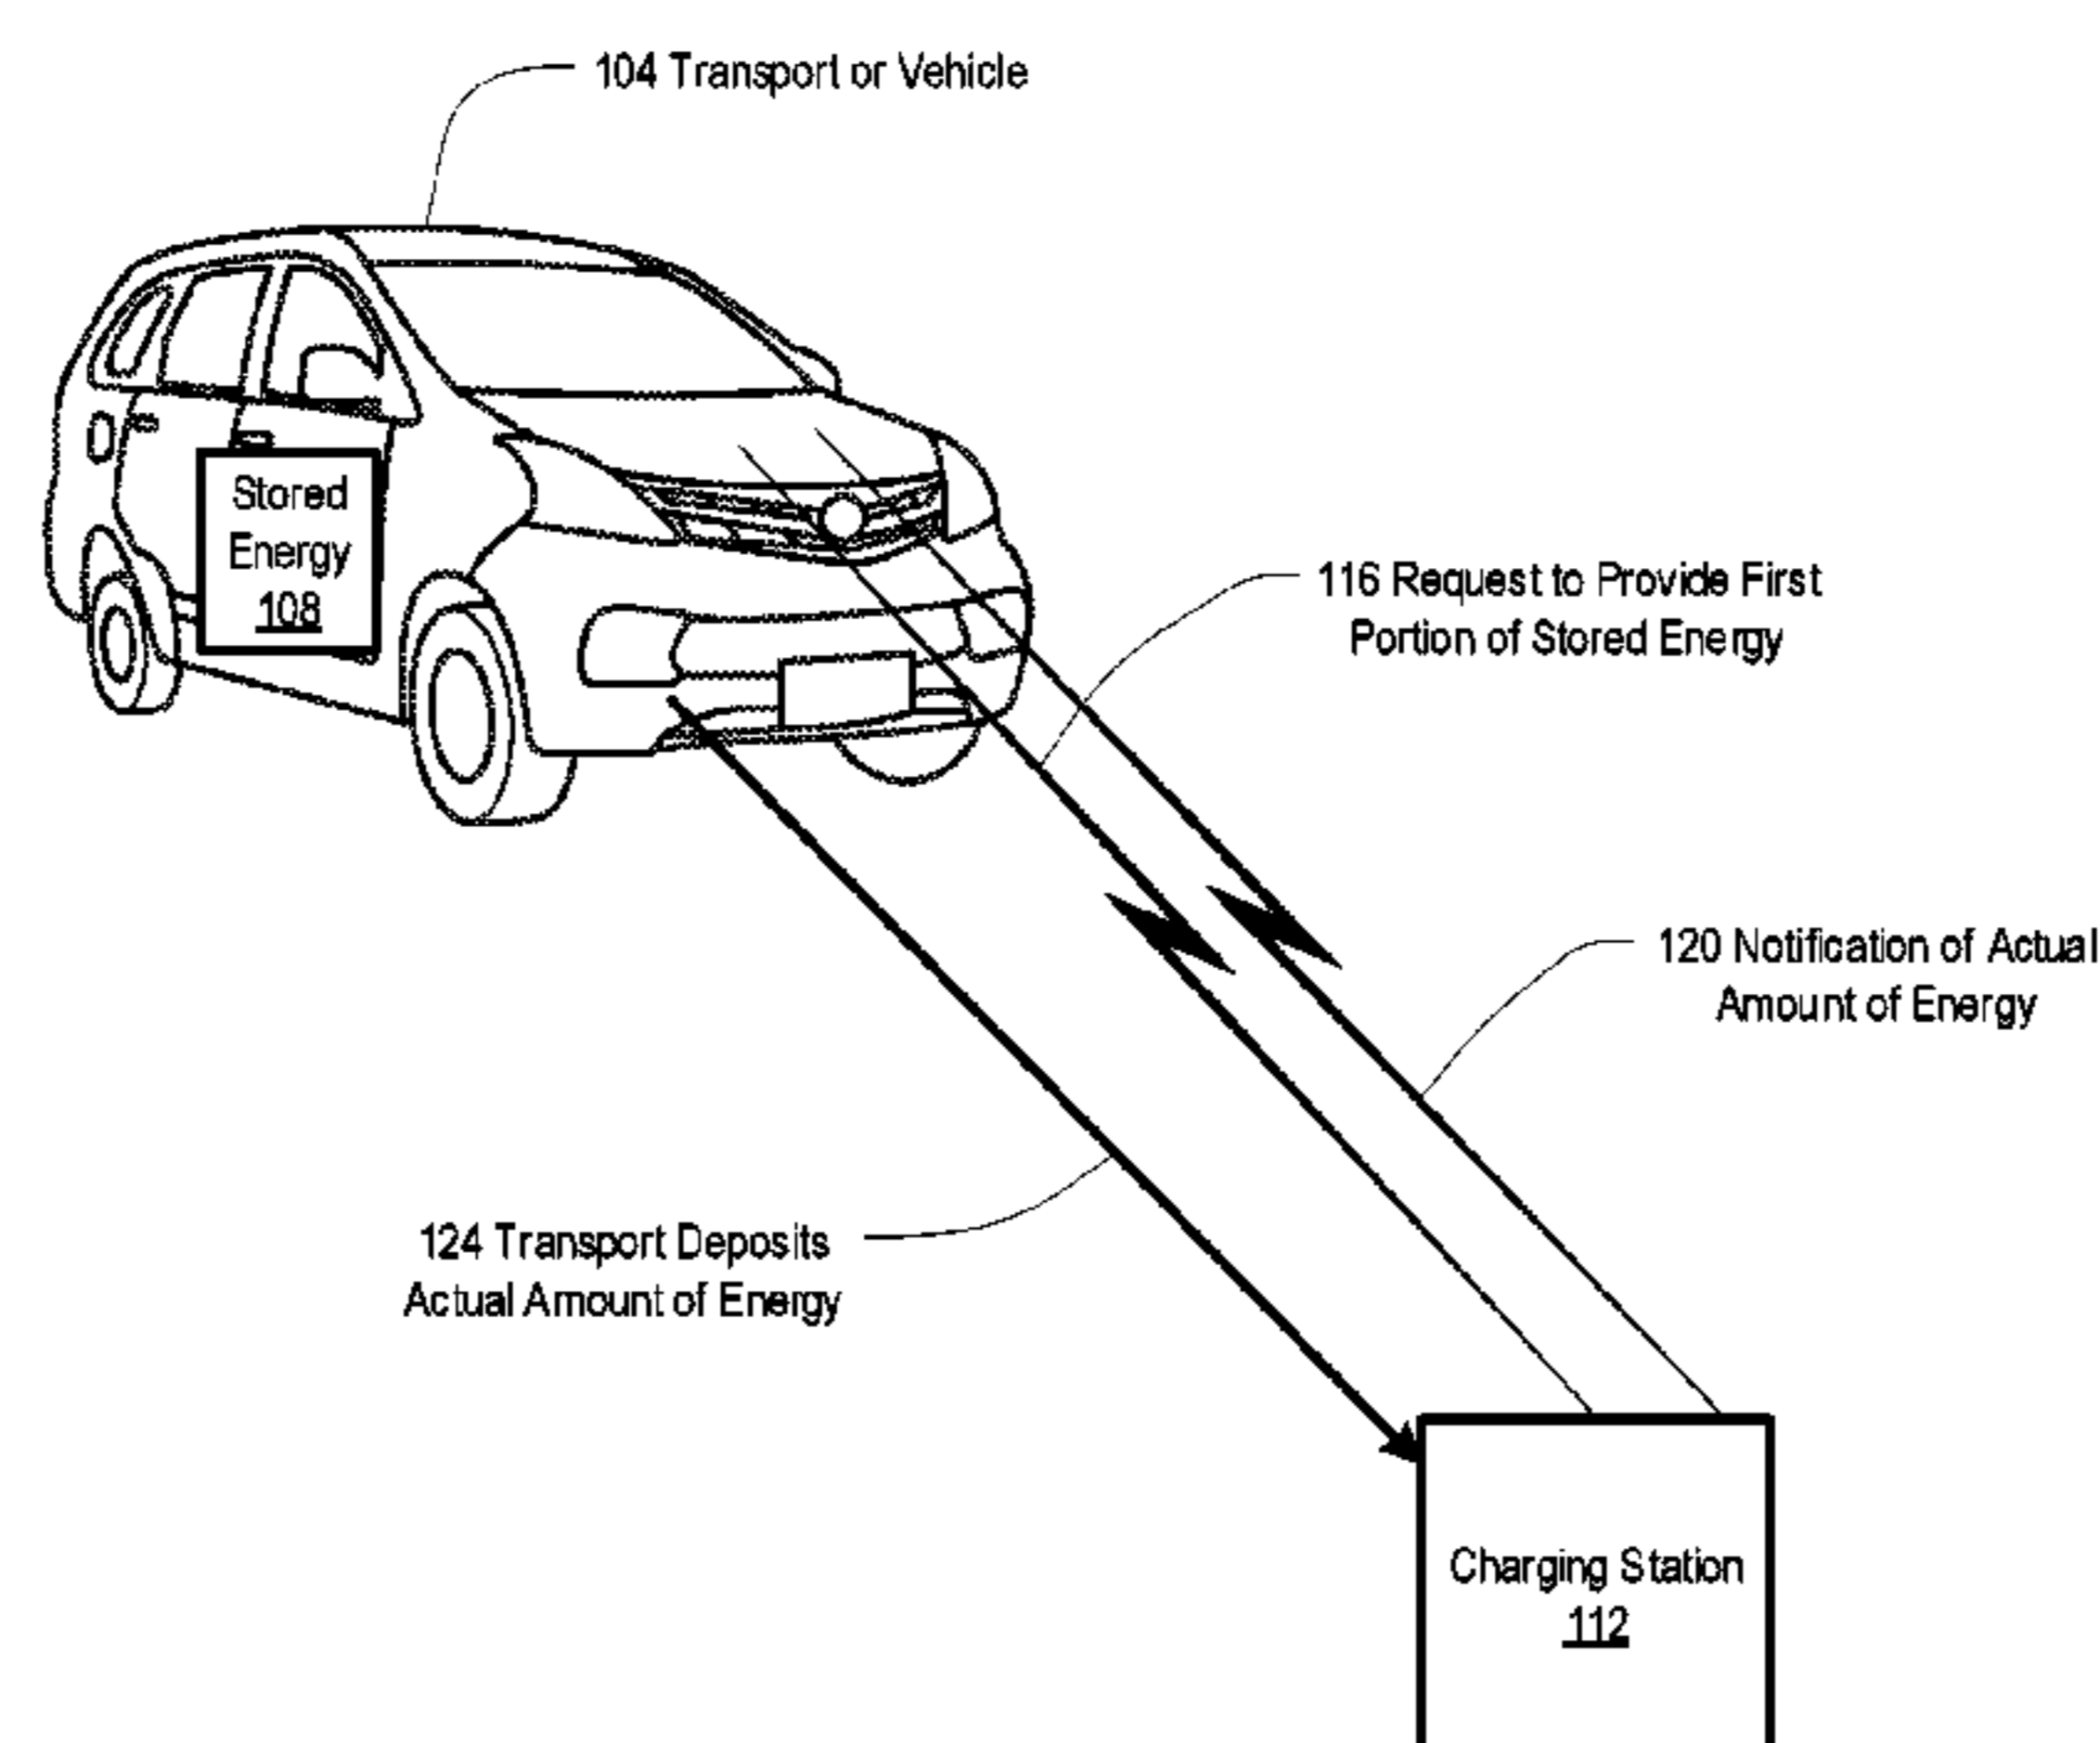 104 Transport or Vehicle
Stored
Energy
108
116 Request to Provide First
Portion of Stored Energy
120 Notification of Actual
Amount of Energy
124 Transport Deposits
Actual Amount of Energy
Charging Station
112